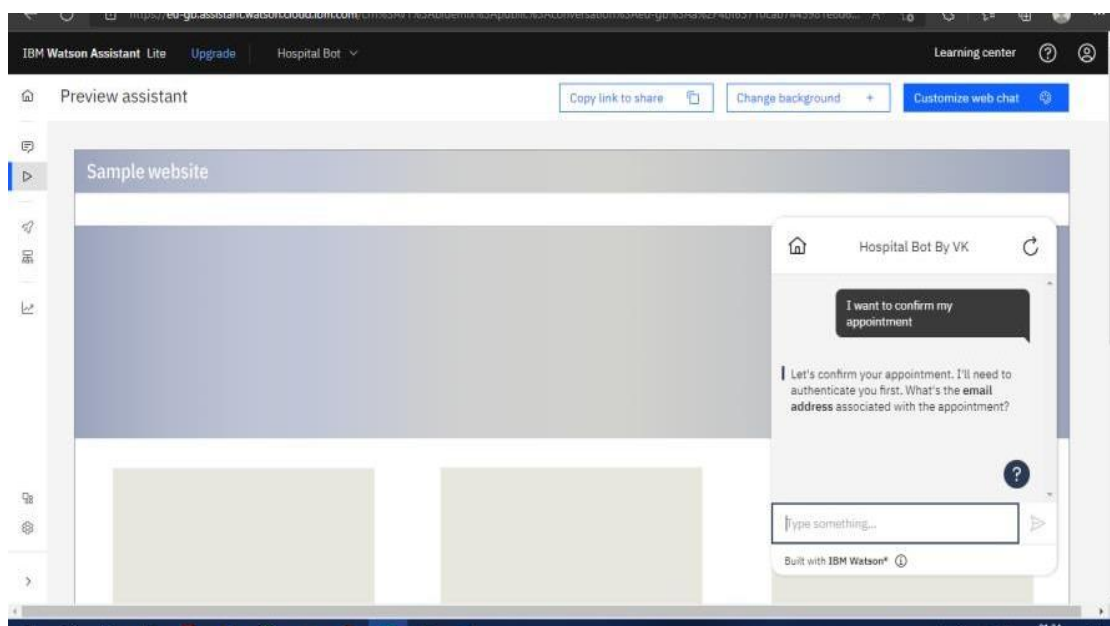 IBM Watson Assistant Lite Upgrade Hospital Bot Learning center
Preview assistant Copy link to share Change background + Customize web chat
Sample website
Hospital Bot By VK
I want to confirm my
appointment
Let's confirm your appointment. I'll need to
authenticate you first. What's the email
address associated with the appointment?
?
Type something...
Built with IBM Watson®